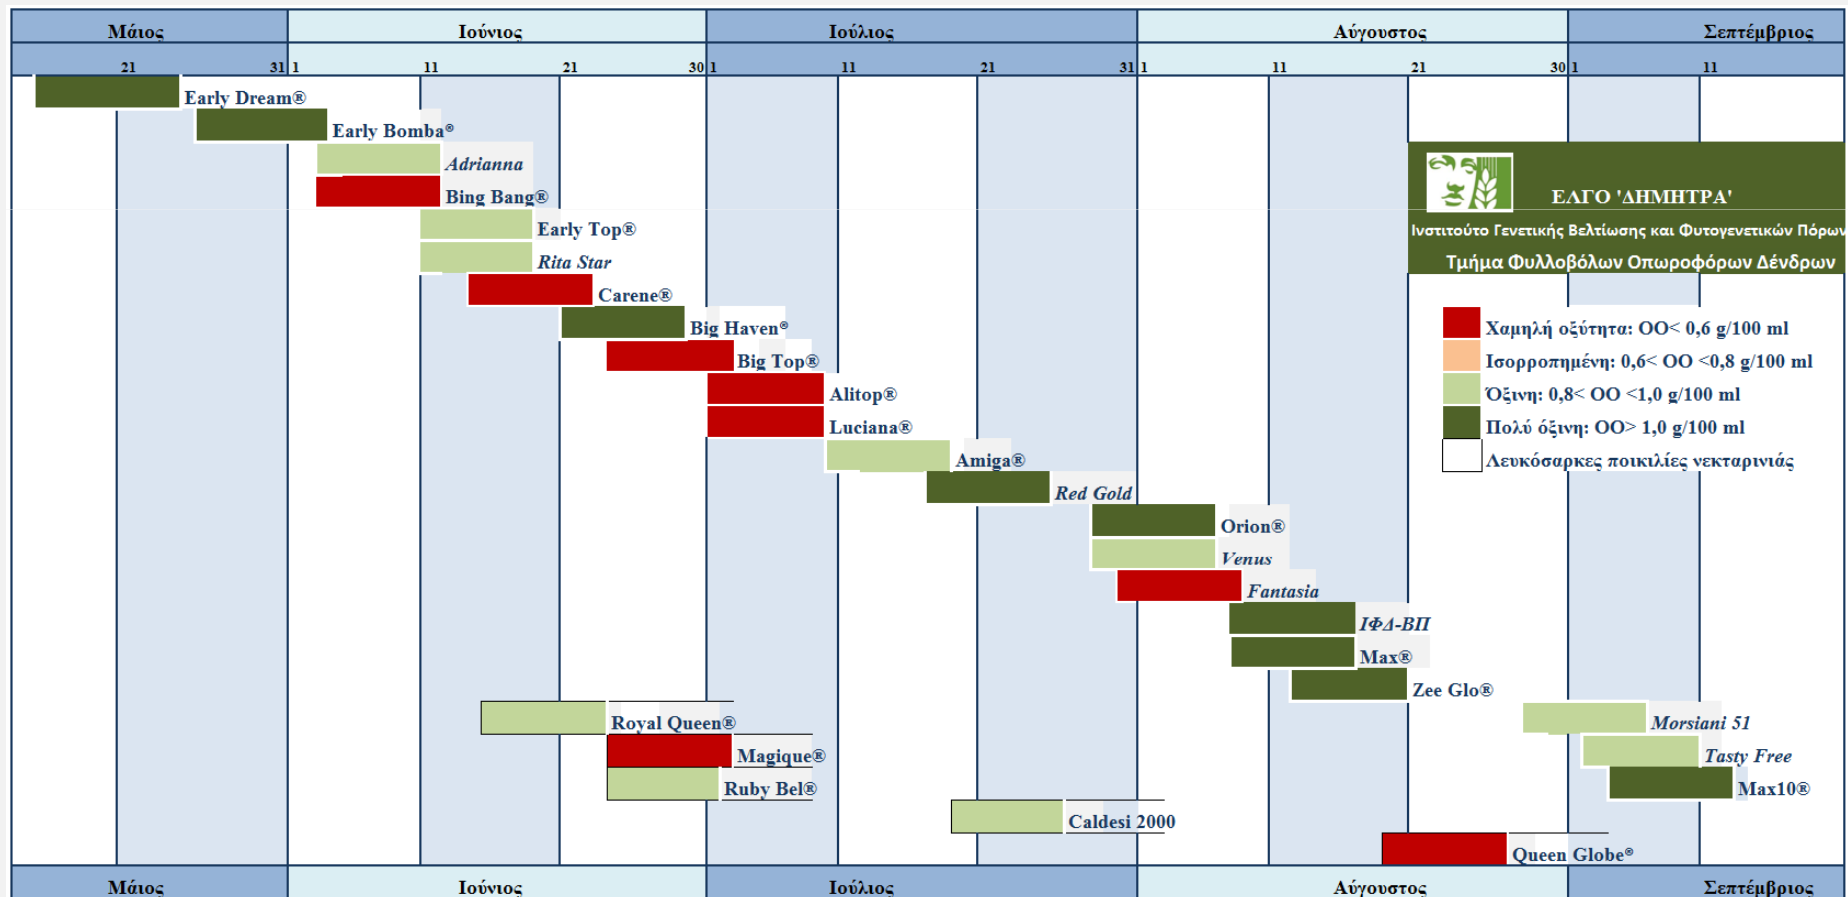 Μάιος Ιούνιος Ιούλιος Αύγουστος Σεπτέμβριος
21 31 1 11 21 30 1 11 21 31 1 11 21 30 1 11
Early Dream®
Early Bomba®
Adrianna
Bing Bang®
Early Top®
Rita Star
Carene®
Big Haven®
Big Top®
Alitop®
Luciana®
Amiga®
Red Gold
Orion®
Venus
Fantasia
ΙΦΔ-ΒΠ
Max®
Zee Glo®
Royal Queen®
Morsiani 51
Magique®
Tasty Free
Ruby Bel®
Max10®
Caldesi 2000
Queen Globe®
ΕΛΓΟ 'ΔΗΜΗΤΡΑ'
Ινστιτούτο Γενετικής Βελτίωσης και Φυτογενετικών Πόρων
Τμήμα Φυλλοβόλων Οπωροφόρων Δένδρων
Χαμηλή οξύτητα: ΟΟ< 0,6 g/100 ml
Ισορροπημένη: 0,6< ΟΟ <0,8 g/100 ml
Όξινη: 0,8< ΟΟ <1,0 g/100 ml
Πολύ όξινη: ΟΟ> 1,0 g/100 ml
Λευκόσαρκες ποικιλίες νεκταρινιάς
Μάιος Ιούνιος Ιούλιος Αύγουστος Σεπτέμβριος